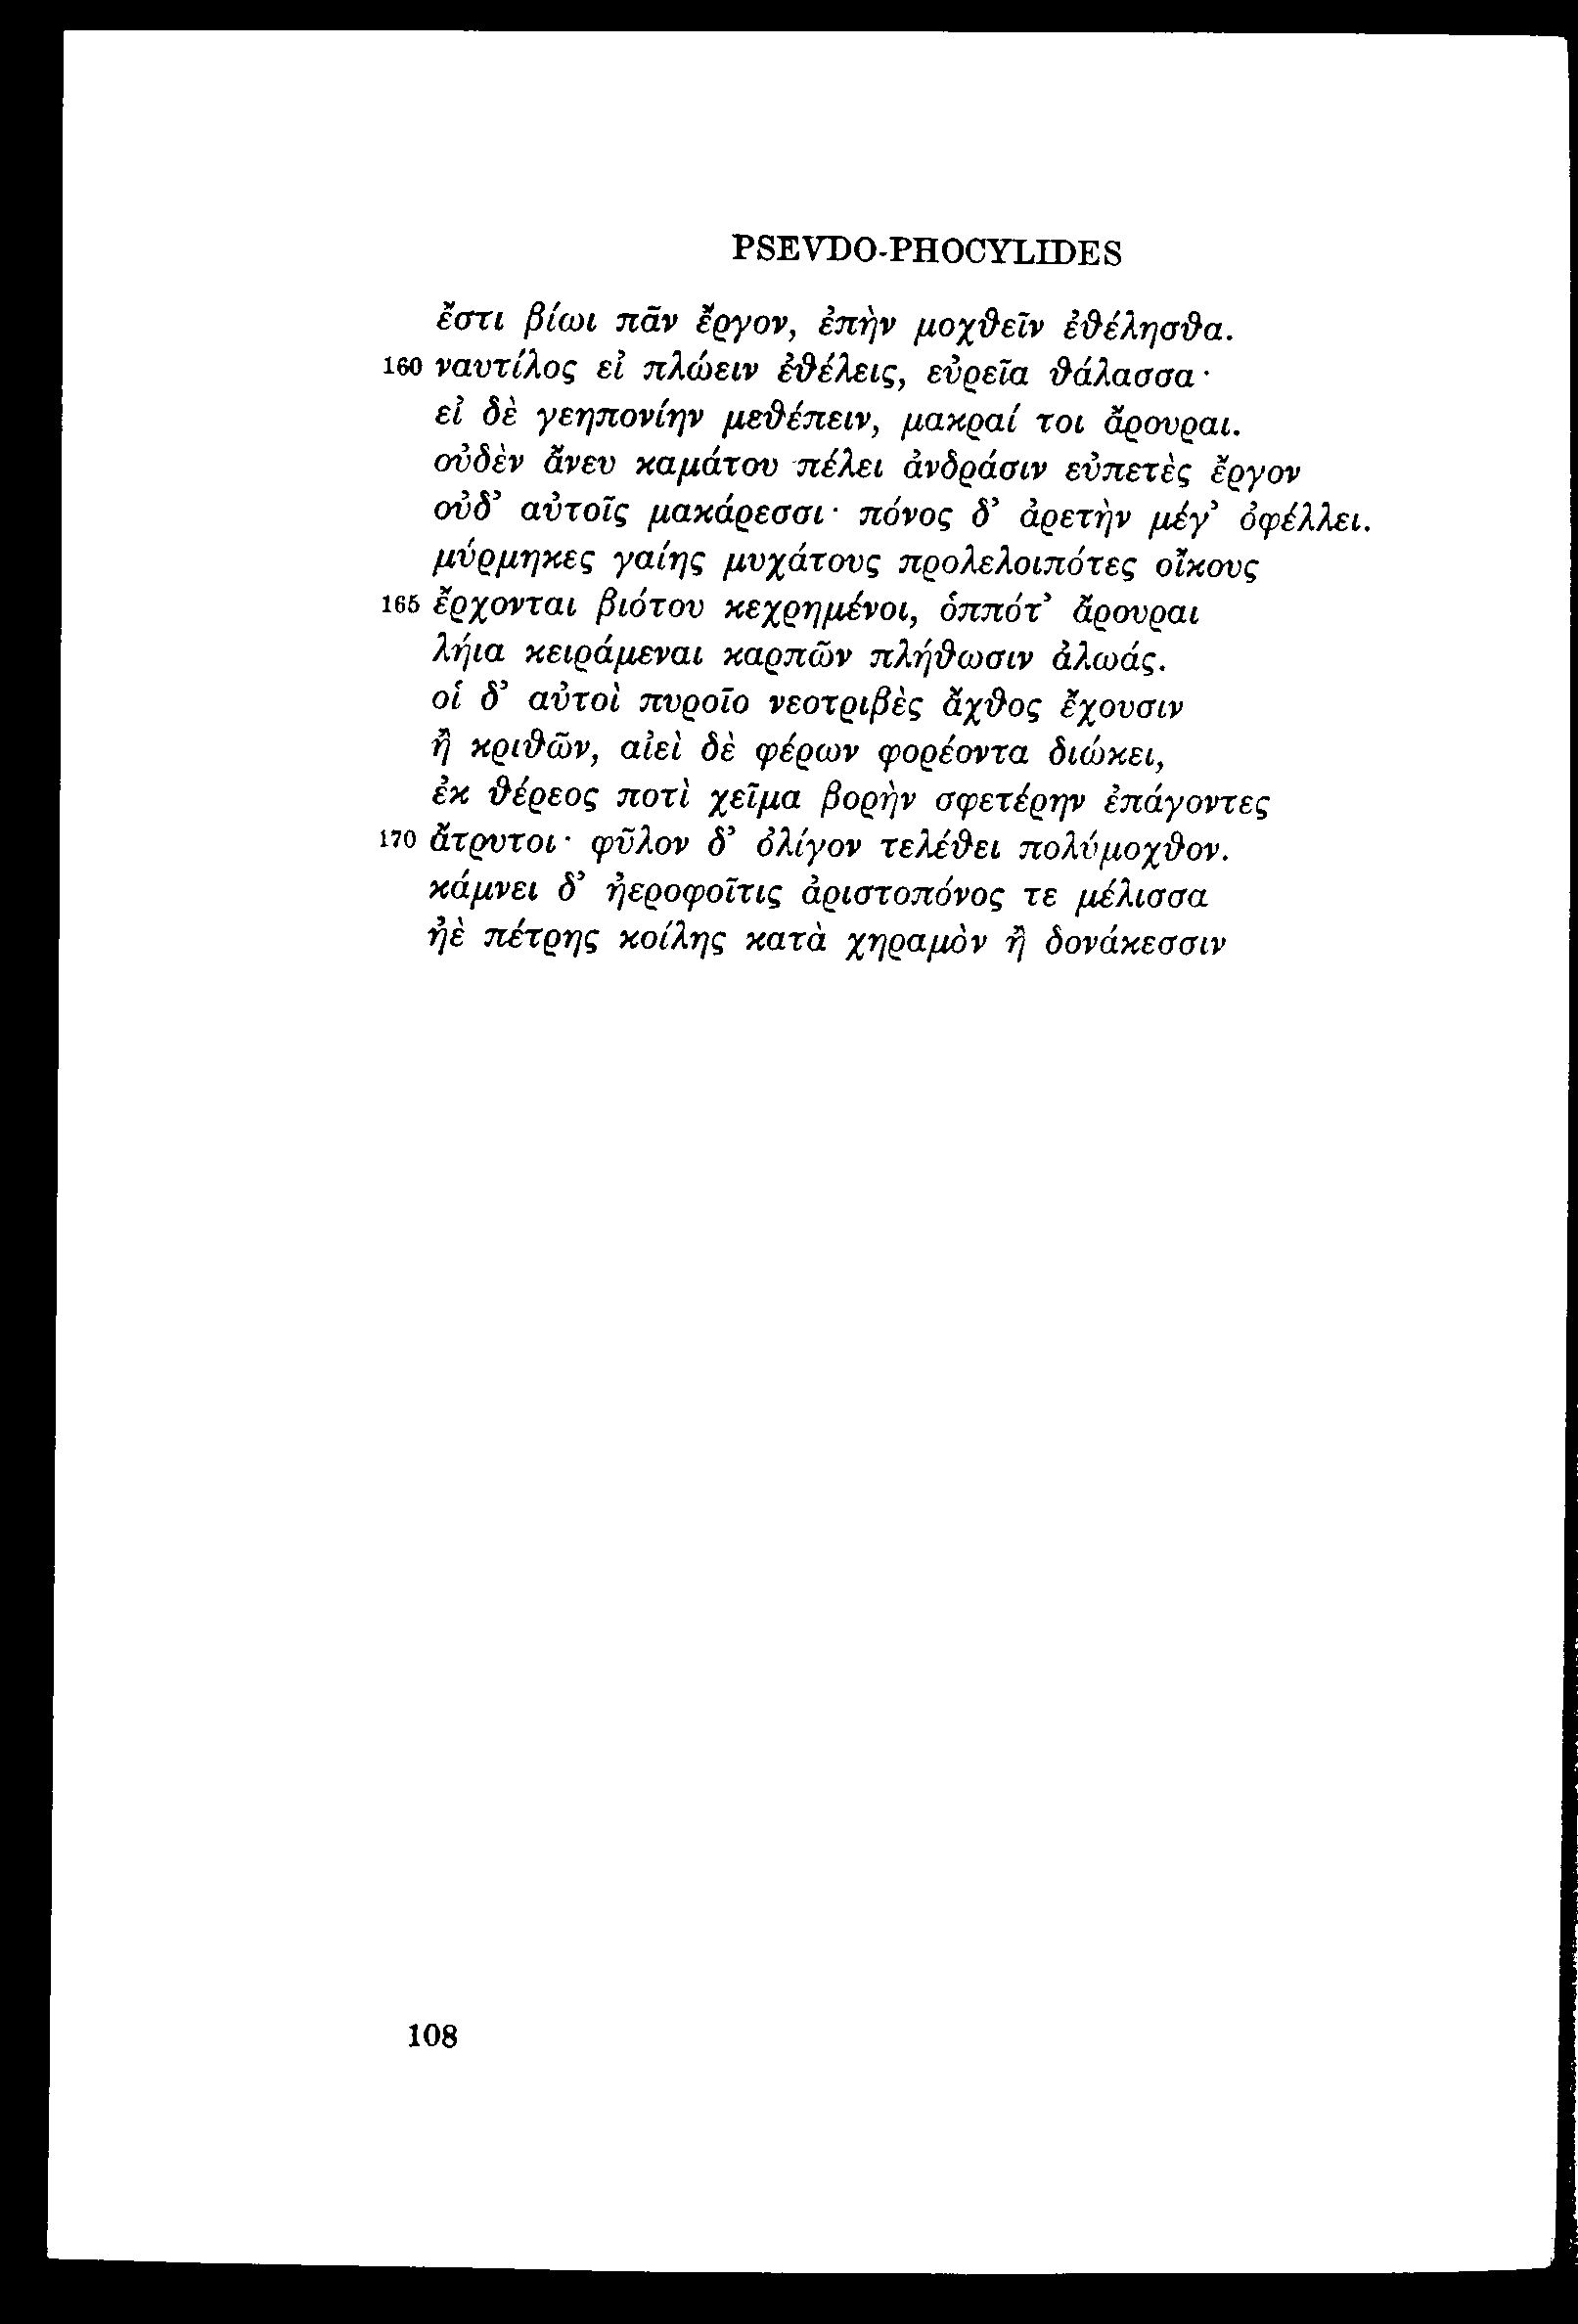 PSEVDO-PHOCYLIDES
ἔστι βίωι πᾶν ἔργον, ἐπὴν μοχθεῖν ἐθέλησθα.
160 ναυτίλος εἰ πλώειν ἐθέλεις, εὐρεῖα θάλασσα·
εἰ δὲ γεηπονίην μεθέπειν, μακραί τοι ἄρουραι.
οὐδὲν ἄνευ καμάτου πέλει ἀνδράσιν εὐπετὲς ἔργον
οὐδ’ αὐτοῖς μακάρεσσι· πόνος δ’ ἀρετὴν μέγ’ ὀφέλλει.
μύρμηκες γαίης μυχάτους προλελοιπότες οἴκους
165 ἔρχονται βιότου κεχρημένοι, ὁππότ’ ἄρουραι
λήια κειράμεναι καρπῶν πλήθωσιν ἀλωάς.
οἱ δ’ αὐτοὶ πυροῖο νεοτριβὲς ἄχθος ἔχουσιν
ἢ κριθῶν, αἰεὶ δὲ φέρων φορέοντα διώκει,
ἐκ θέρεος ποτὶ χεῖμα βορὴν σφετέρην ἐπάγοντες
170 ἄτρυτοι· φῦλον δ’ ὀλίγον τελέθει πολύμοχθον.
κάμνει δ’ ἠεροφοῖτις ἀριστοπόνος τε μέλισσα
ἠὲ πέτρης κοίλης κατὰ χηραμὸν ἢ δονάκεσσιν
108